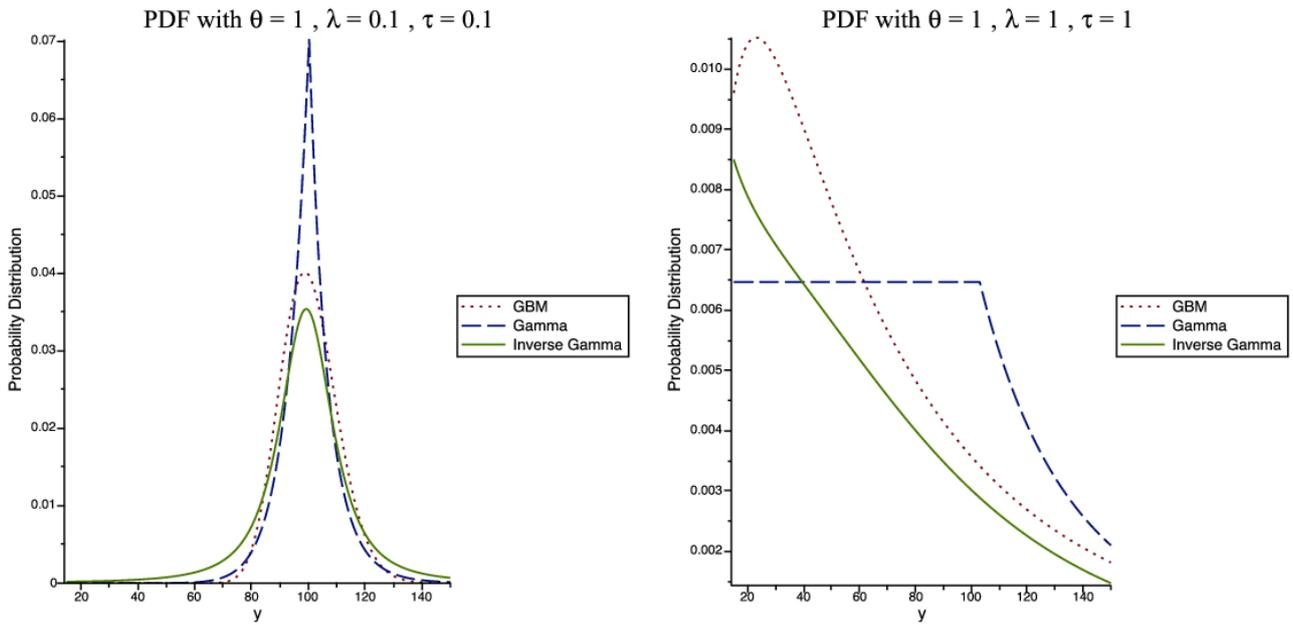 PDF with θ = 1 , λ = 0.1 , τ = 0.1
0.07
0.06
0.05
0.04
0.03
0.02
0.01
0
Probability Distribution
20 40 60 80 100 120 140
y
GBM
Gamma
Inverse Gamma
PDF with θ = 1 , λ = 1 , τ = 1
0.010
0.009
0.008
0.007
0.006
0.005
0.004
0.003
0.002
Probability Distribution
20 40 60 80 100 120 140
y
GBM
Gamma
Inverse Gamma